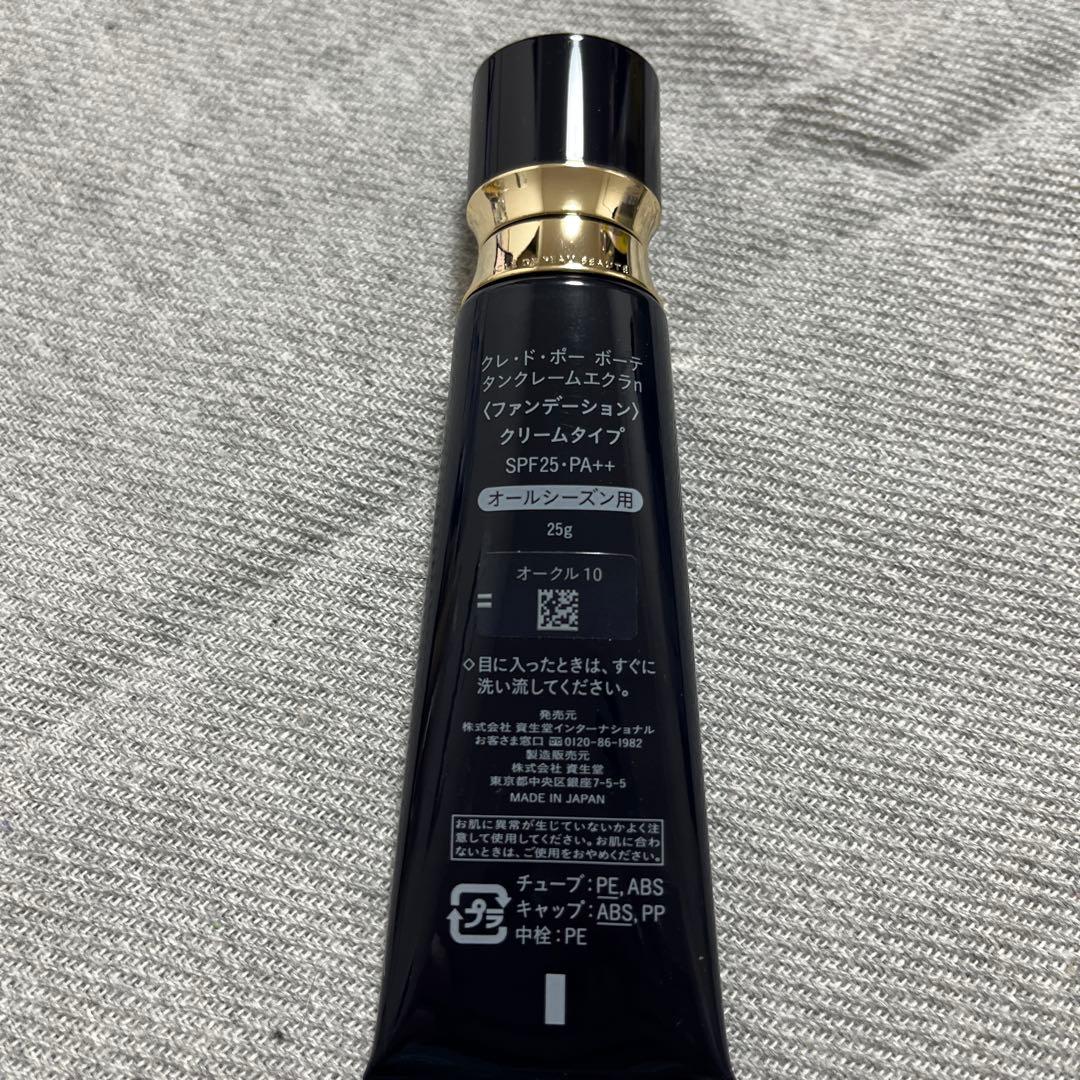 クレ・ド・ポー ボーテ
タンクレームエクラn
〈ファンデーション〉
クリームタイプ
SPF25・PA++
オールシーズン用
25g
オークル10
=
◇目に入ったときは、すぐに
洗い流してください。
発売元
株式会社 資生堂インターナショナル
お客さま窓口 0120-86-1982
製造販売元
株式会社 資生堂
東京都中央区銀座7-5-5
MADE IN JAPAN
お肌に異常が生じていないかよく注
意して使用してください。お肌に合わ
ないときは、ご使用をおやめください。
プラ
チューブ:PE, ABS
キャップ:ABS, PP
中栓:PE